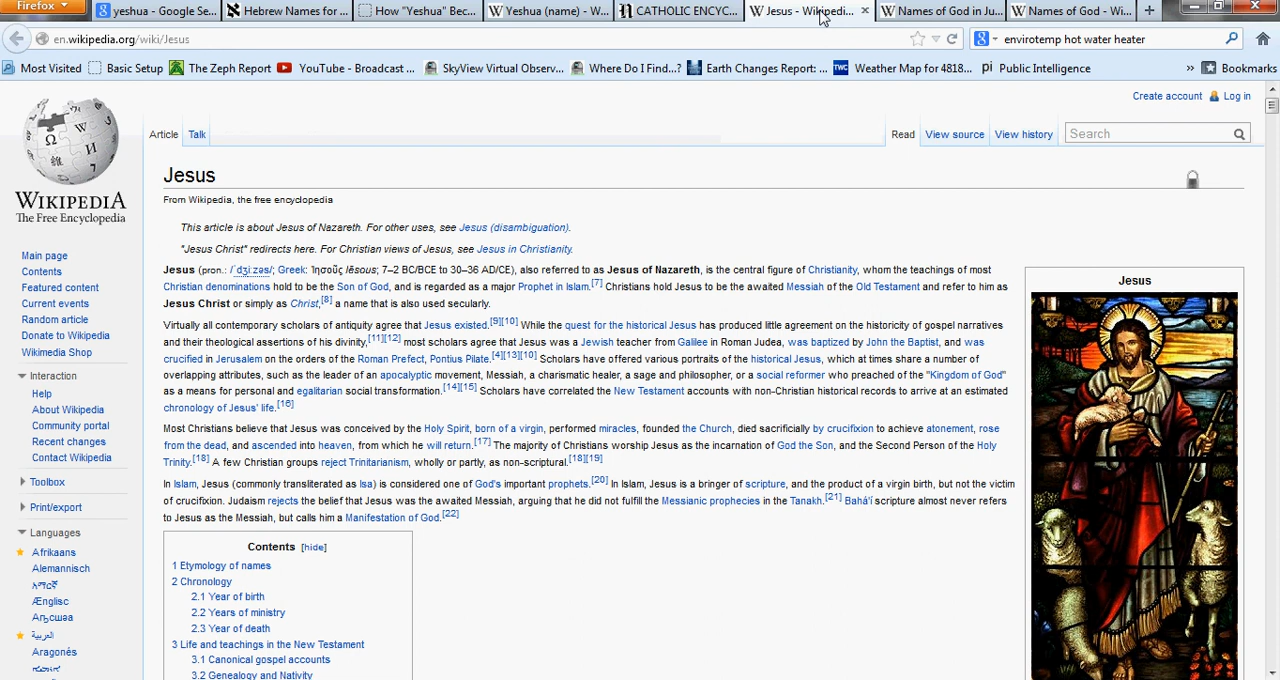 Firefox
yeshua - Google Se...
Hebrew Names for ...
How "Yeshua" Bec...
Yeshua (name) - W...
CATHOLIC ENCYC...
Jesus - Wikipedi...
Names of God in Ju...
Names of God - Wi...
en.wikipedia.org/wiki/Jesus
envirotemp hot water heater
Most Visited
Basic Setup
The Zeph Report
YouTube - Broadcast ...
SkyView Virtual Observ...
Where Do I Find...?
Earth Changes Report: ...
TWC
Weather Map for 4818...
pi Public Intelligence
»
Bookmarks
Create account
Log in
Article
Talk
Read
View source
View history
Search
WIKIPEDIA
The Free Encyclopedia
Main page
Contents
Featured content
Current events
Random article
Donate to Wikipedia
Wikimedia Shop
Interaction
Help
About Wikipedia
Community portal
Recent changes
Contact Wikipedia
Toolbox
Print/export
Languages
Afrikaans
Alemannisch
አማርኛ
Ænglisc
Аҧсшәа
العربية
Aragonés
Jesus
From Wikipedia, the free encyclopedia
This article is about Jesus of Nazareth. For other uses, see Jesus (disambiguation).
"Jesus Christ" redirects here. For Christian views of Jesus, see Jesus in Christianity.
Jesus (pron.: /ˈdʒiːzəs/; Greek: Ἰησοῦς Iēsous; 7–2 BC/BCE to 30–36 AD/CE), also referred to as Jesus of Nazareth, is the central figure of Christianity, whom the teachings of most
Christian denominations hold to be the Son of God, and is regarded as a major Prophet in Islam.[7] Christians hold Jesus to be the awaited Messiah of the Old Testament and refer to him as
Jesus Christ or simply as Christ,[8] a name that is also used secularly.
Virtually all contemporary scholars of antiquity agree that Jesus existed.[9][10] While the quest for the historical Jesus has produced little agreement on the historicity of gospel narratives
and their theological assertions of his divinity,[11][12] most scholars agree that Jesus was a Jewish teacher from Galilee in Roman Judea, was baptized by John the Baptist, and was
crucified in Jerusalem on the orders of the Roman Prefect, Pontius Pilate.[4][13][10] Scholars have offered various portraits of the historical Jesus, which at times share a number of
overlapping attributes, such as the leader of an apocalyptic movement, Messiah, a charismatic healer, a sage and philosopher, or a social reformer who preached of the "Kingdom of God"
as a means for personal and egalitarian social transformation.[14][15] Scholars have correlated the New Testament accounts with non-Christian historical records to arrive at an estimated
chronology of Jesus' life.[16]
Most Christians believe that Jesus was conceived by the Holy Spirit, born of a virgin, performed miracles, founded the Church, died sacrificially by crucifixion to achieve atonement, rose
from the dead, and ascended into heaven, from which he will return.[17] The majority of Christians worship Jesus as the incarnation of God the Son, and the Second Person of the Holy
Trinity.[18] A few Christian groups reject Trinitarianism, wholly or partly, as non-scriptural.[18][19]
In Islam, Jesus (commonly transliterated as Isa) is considered one of God's important prophets.[20] In Islam, Jesus is a bringer of scripture, and the product of a virgin birth, but not the victim
of crucifixion. Judaism rejects the belief that Jesus was the awaited Messiah, arguing that he did not fulfill the Messianic prophecies in the Tanakh.[21] Bahá'í scripture almost never refers
to Jesus as the Messiah, but calls him a Manifestation of God.[22]
Contents [hide]
1 Etymology of names
2 Chronology
2.1 Year of birth
2.2 Years of ministry
2.3 Year of death
3 Life and teachings in the New Testament
3.1 Canonical gospel accounts
3.2 Genealogy and Nativity
Jesus